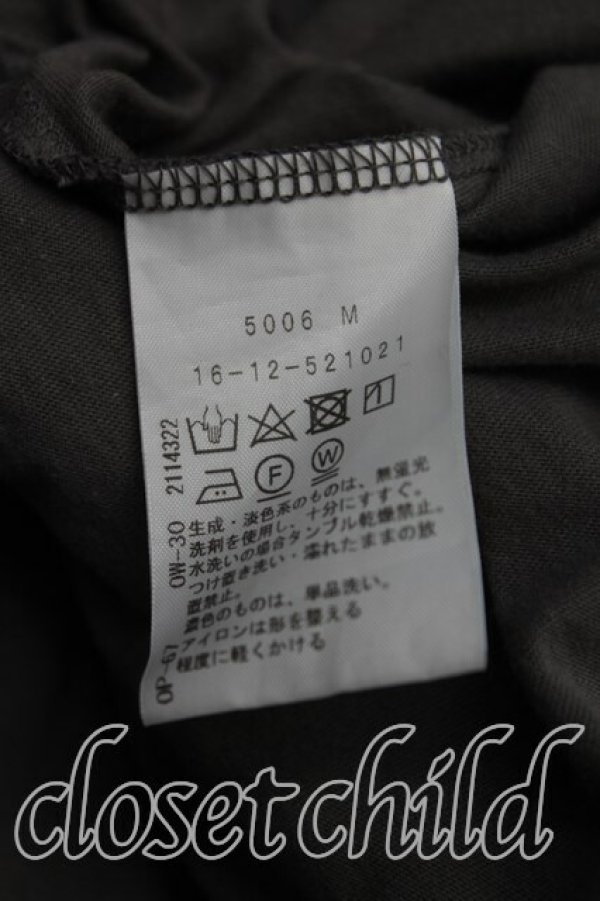 5006 M
16-12-521021
F
W
生成・淡色系のものは、無蛍光
洗剤を使用し、十分にすすぐ。
水洗いの場合タンブル乾燥禁止。
つけ置き洗い・濡れたままの放
置禁止。
濃色のものは、単品洗い。
アイロンは形を整える
程度に軽くかける
OP-67 OW-30 2114322
closet child